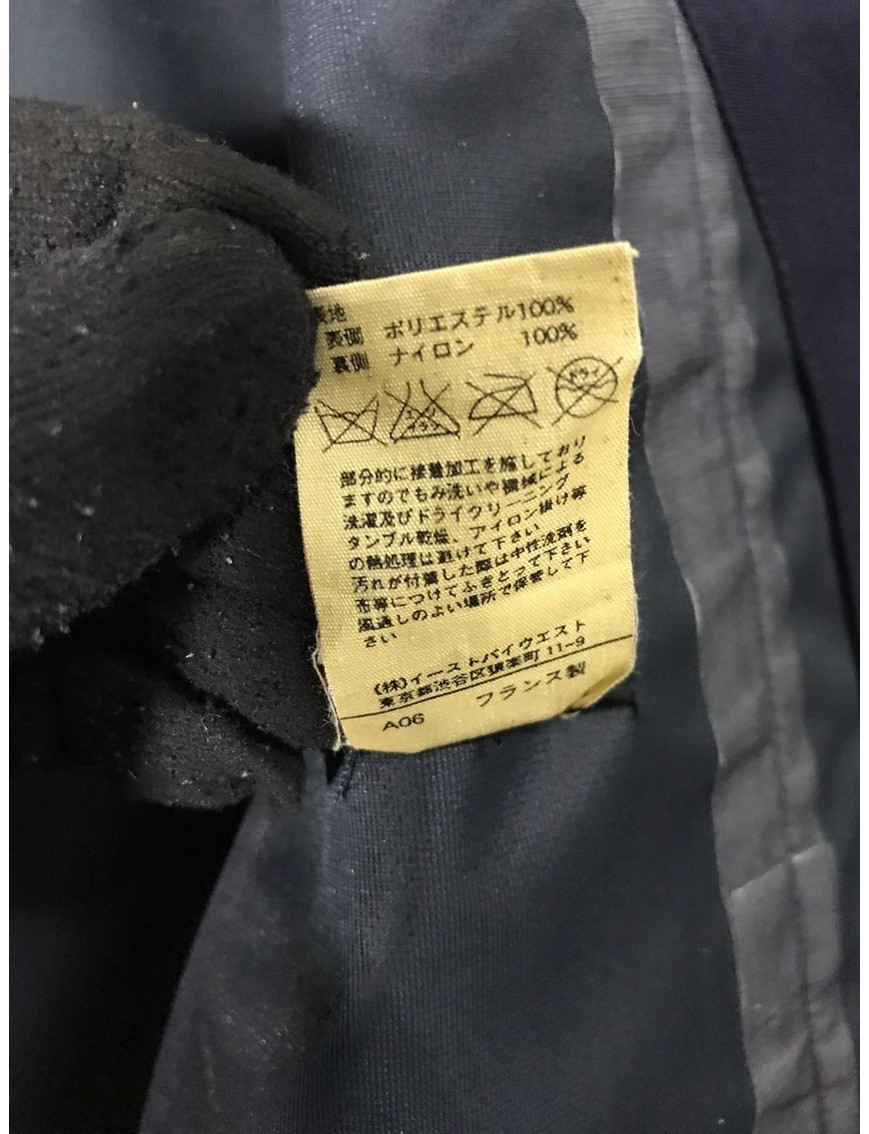 表地
表側 ポリエステル100%
裏側 ナイロン 100%
エンソ サラシ
ドライ
部分的に接着加工を施しており
ますのでもみ洗いや機械による
洗濯及びドライクリーニング
タンブル乾燥、アイロン掛け等
の熱処理は避けて下さい
汚れが付着した際は中性洗剤を
布等につけてふきとって下さい
風通しのよい場所で保管して下
さい
(株)イーストバイウエスト
東京都渋谷区猿楽町11-9
A06 フランス製